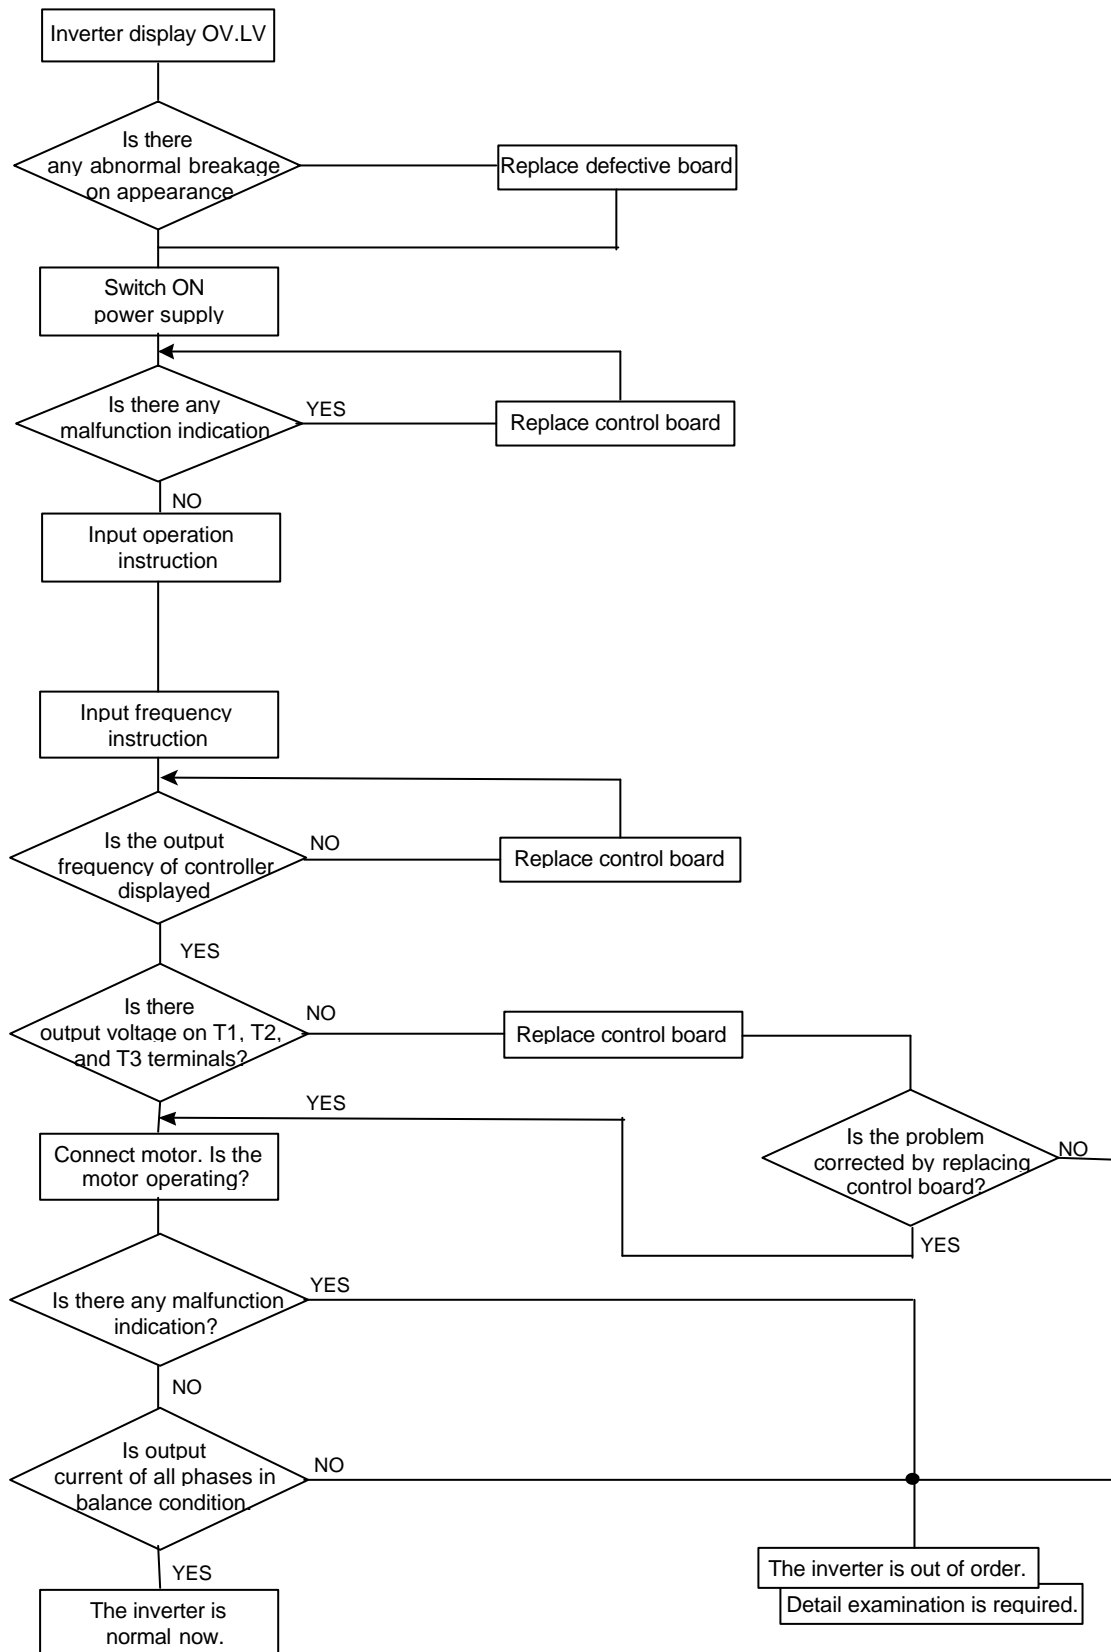 Inverter display OV.LV
Is there
any abnormal breakage
on appearance
Replace defective board
Switch ON
power supply
Is there any
malfunction indication
YES
Replace control board
NO
Input operation
instruction
Input frequency
instruction
Is the output
frequency of controller
displayed
NO
Replace control board
YES
Is there
output voltage on T1, T2,
and T3 terminals?
NO
Replace control board
YES
Connect motor. Is the
motor operating?
Is the problem
corrected by replacing
control board?
NO
YES
Is there any malfunction
indication?
YES
NO
Is output
current of all phases in
balance condition.
NO
YES
The inverter is out of order.
Detail examination is required.
The inverter is
normal now.